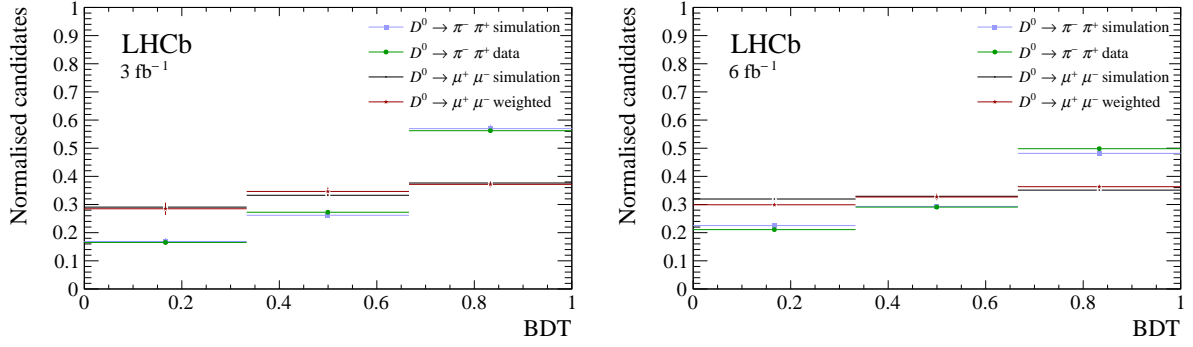 Normalised candidates
1
0.9
0.8
0.7
0.6
0.5
0.4
0.3
0.2
0.1
0
LHCb
3 fb⁻¹
D⁰ → π⁻ π⁺ simulation
D⁰ → π⁻ π⁺ data
D⁰ → μ⁺ μ⁻ simulation
D⁰ → μ⁺ μ⁻ weighted
0 0.2 0.4 0.6 0.8 1
BDT
Normalised candidates
1
0.9
0.8
0.7
0.6
0.5
0.4
0.3
0.2
0.1
0
LHCb
6 fb⁻¹
D⁰ → π⁻ π⁺ simulation
D⁰ → π⁻ π⁺ data
D⁰ → μ⁺ μ⁻ simulation
D⁰ → μ⁺ μ⁻ weighted
0 0.2 0.4 0.6 0.8 1
BDT